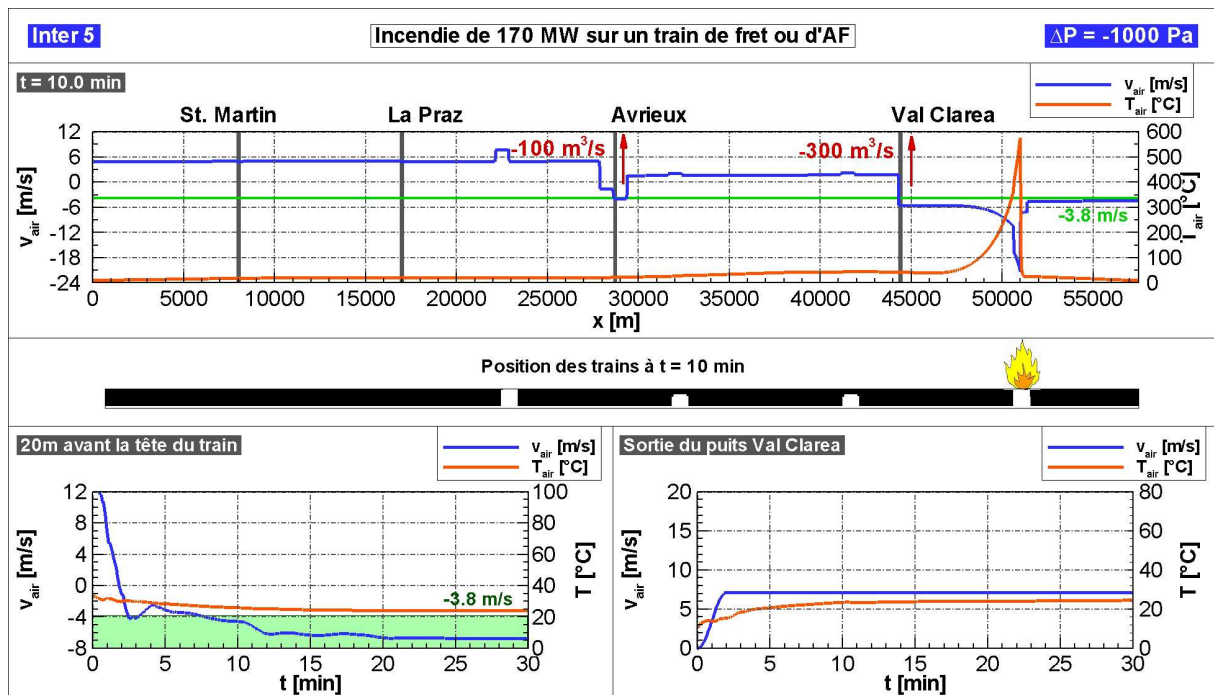 Inter 5
Incendie de 170 MW sur un train de fret ou d'AF
ΔP = -1000 Pa
t = 10.0 min
v_air [m/s]
T_air [°C]
St. Martin
La Praz
Avrieux
Val Clarea
12
6
0
-6
-12
-18
-24
v_air [m/s]
-100 m³/s
-300 m³/s
-3.8 m/s
600
500
400
300
200
100
0
T_air [°C]
0 5000 10000 15000 20000 25000 30000 35000 40000 45000 50000 55000
x [m]
Position des trains à t = 10 min
20m avant la tête du train
v_air [m/s]
T_air [°C]
12
8
4
0
-4
-8
v_air [m/s]
-3.8 m/s
100
80
60
40
20
0
T [°C]
0 5 10 15 20 25 30
t [min]
Sortie du puits Val Clarea
v_air [m/s]
T_air [°C]
20
15
10
5
0
v_air [m/s]
80
60
40
20
0
T [°C]
0 5 10 15 20 25 30
t [min]